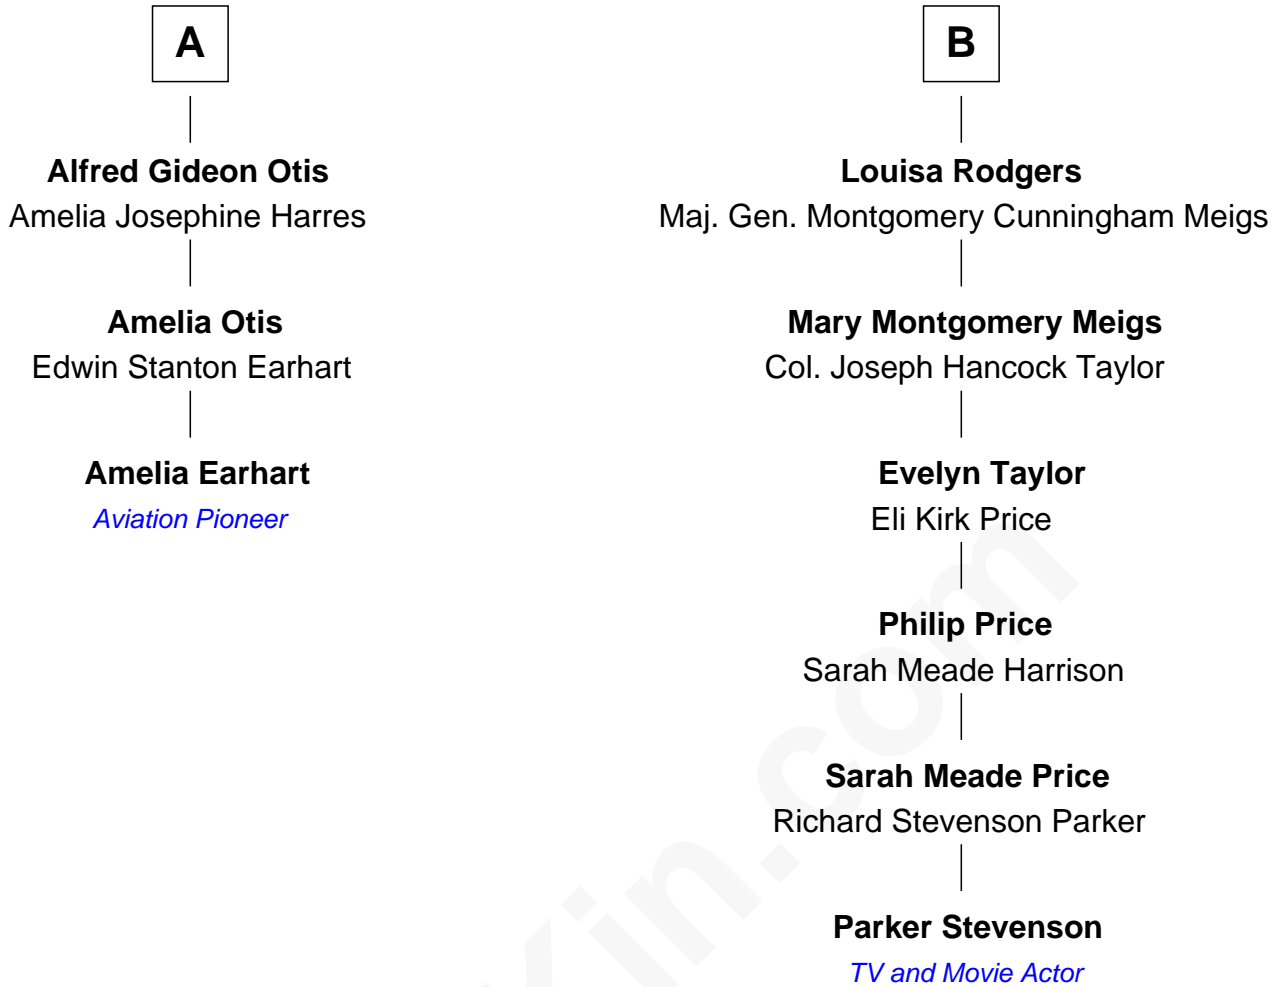 A
Alfred Gideon Otis
Amelia Josephine Harres
Amelia Otis
Edwin Stanton Earhart
Amelia Earhart
Aviation Pioneer
B
Louisa Rodgers
Maj. Gen. Montgomery Cunningham Meigs
Mary Montgomery Meigs
Col. Joseph Hancock Taylor
Evelyn Taylor
Eli Kirk Price
Philip Price
Sarah Meade Harrison
Sarah Meade Price
Richard Stevenson Parker
Parker Stevenson
TV and Movie Actor
Kin.com